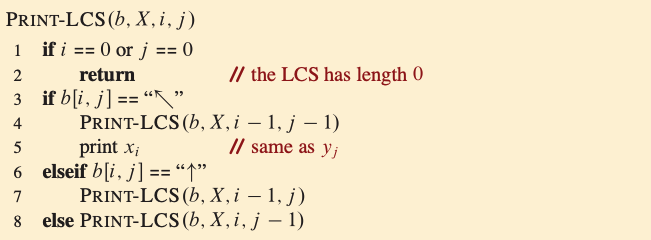 PRINT-LCS(b, X, i, j)
1 if i == 0 or j == 0
2 return // the LCS has length 0
3 if b[i, j] == “↖”
4 PRINT-LCS(b, X, i − 1, j − 1)
5 print xᵢ // same as yⱼ
6 elseif b[i, j] == “↑”
7 PRINT-LCS(b, X, i − 1, j)
8 else PRINT-LCS(b, X, i, j − 1)